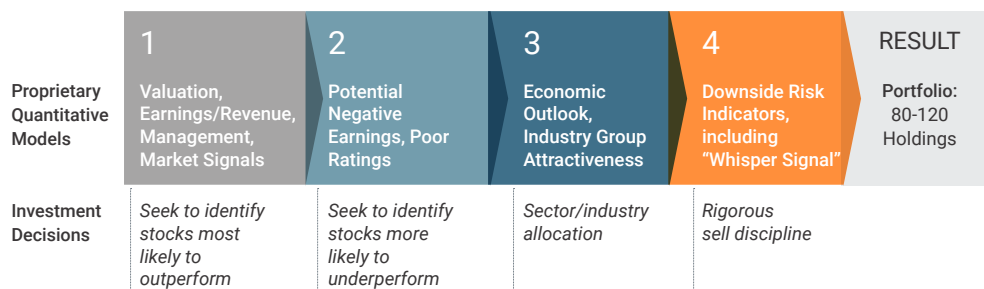 Proprietary
Quantitative
Models
1
Valuation,
Earnings/Revenue,
Management,
Market Signals
2
Potential
Negative
Earnings, Poor
Ratings
3
Economic
Outlook,
Industry Group
Attractiveness
4
Downside Risk
Indicators,
including
“Whisper Signal”
RESULT
Portfolio:
80-120
Holdings
Investment
Decisions
Seek to identify
stocks most
likely to
outperform
Seek to identify
stocks more
likely to
underperform
Sector/industry
allocation
Rigorous
sell discipline